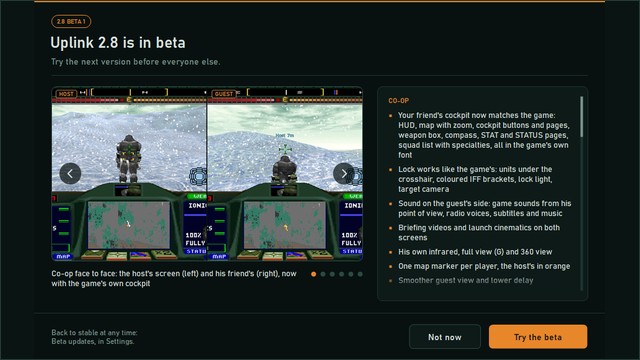 2.8 BETA 1
Uplink 2.8 is in beta
Try the next version before everyone else.
HOST
GUEST
E
E
Host You
WE
IONIC
100%
FULLY
STATU
MAP
WEA
IONI
100%
FULL
STATU
MAP
Co-op face to face: the host's screen (left) and his friend's (right), now
with the game's own cockpit
CO-OP
Your friend's cockpit now matches the game:
HUD, map with zoom, cockpit buttons and pages,
weapon box, compass, STAT and STATUS pages,
squad list with specialties, all in the game's own
font
Lock works like the game's: units under the
crosshair, coloured IFF brackets, lock light,
target camera
Sound on the guest's side: game sounds from his
point of view, radio voices, subtitles and music
Briefing videos and launch cinematics on both
screens
His own infrared, full view (G) and 360 view
One map marker per player, the host's in orange
Smoother guest view and lower delay
Back to stable at any time:
Beta updates, in Settings.
Not now
Try the beta